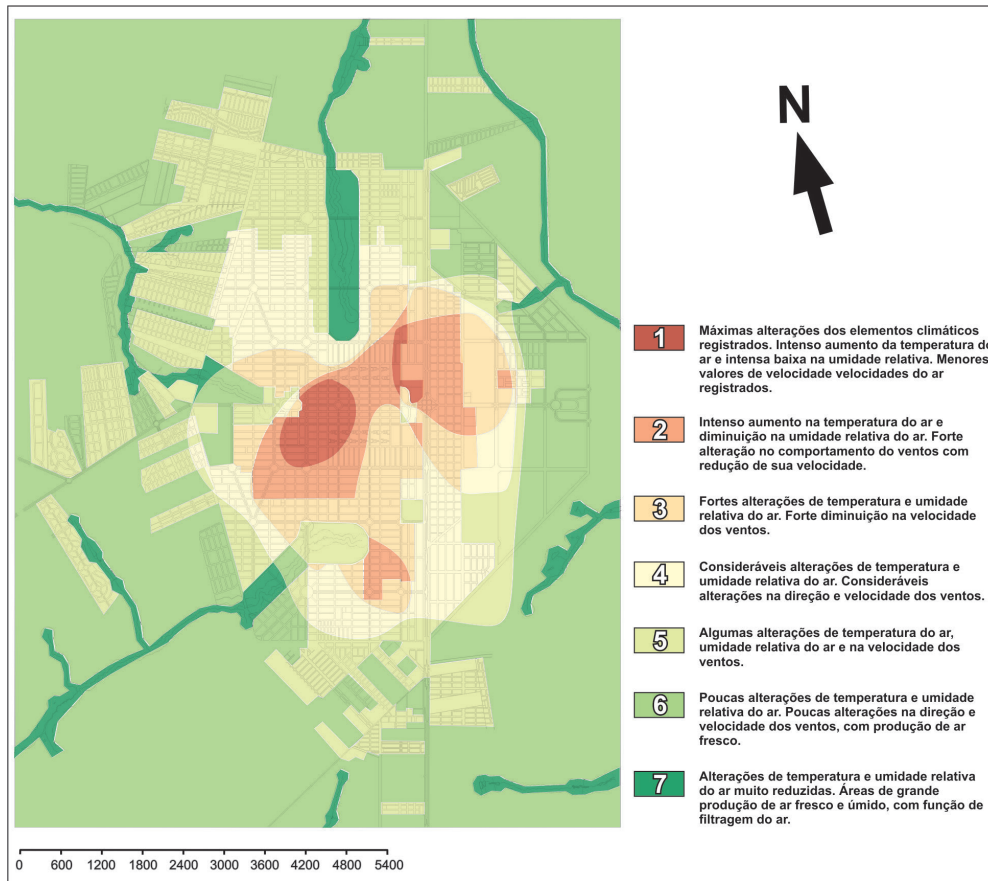 N
1
Máximas alterações dos elementos climáticos
registrados. Intenso aumento da temperatura do
ar e intensa baixa na umidade relativa. Menores
valores de velocidade velocidades do ar
registrados.
2
Intenso aumento na temperatura do ar e
diminuição na umidade relativa do ar. Forte
alteração no comportamento do ventos com
redução de sua velocidade.
3
Fortes alterações de temperatura e umidade
relativa do ar. Forte diminuição na velocidade
dos ventos.
4
Consideráveis alterações de temperatura e
umidade relativa do ar. Consideráveis
alterações na direção e velocidade dos ventos.
5
Algumas alterações de temperatura do ar,
umidade relativa do ar e na velocidade dos
ventos.
6
Poucas alterações de temperatura e umidade
relativa do ar. Poucas alterações na direção e
velocidade dos ventos, com produção de ar
fresco.
7
Alterações de temperatura e umidade relativa
do ar muito reduzidas. Áreas de grande
produção de ar fresco e úmido, com função de
filtragem do ar.
0 600 1200 1800 2400 3000 3600 4200 4800 5400